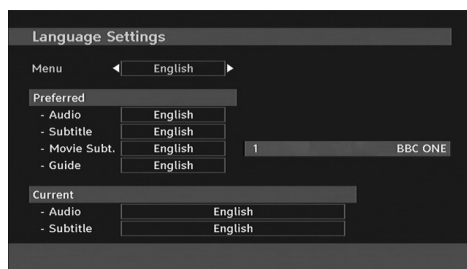 Language Settings
Menu English
Preferred
- Audio English
- Subtitle English
- Movie Subt. English 1 BBC ONE
- Guide English
Current
- Audio English
- Subtitle English